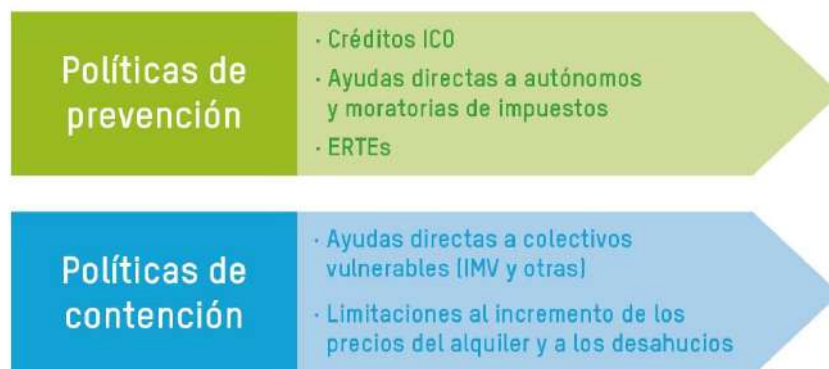 Políticas de
prevención
· Créditos ICO
· Ayudas directas a autónomos
y moratorias de impuestos
· ERTEs
Políticas de
contención
· Ayudas directas a colectivos
vulnerables (IMV y otras)
· Limitaciones al incremento de los
precios del alquiler y a los desahucios